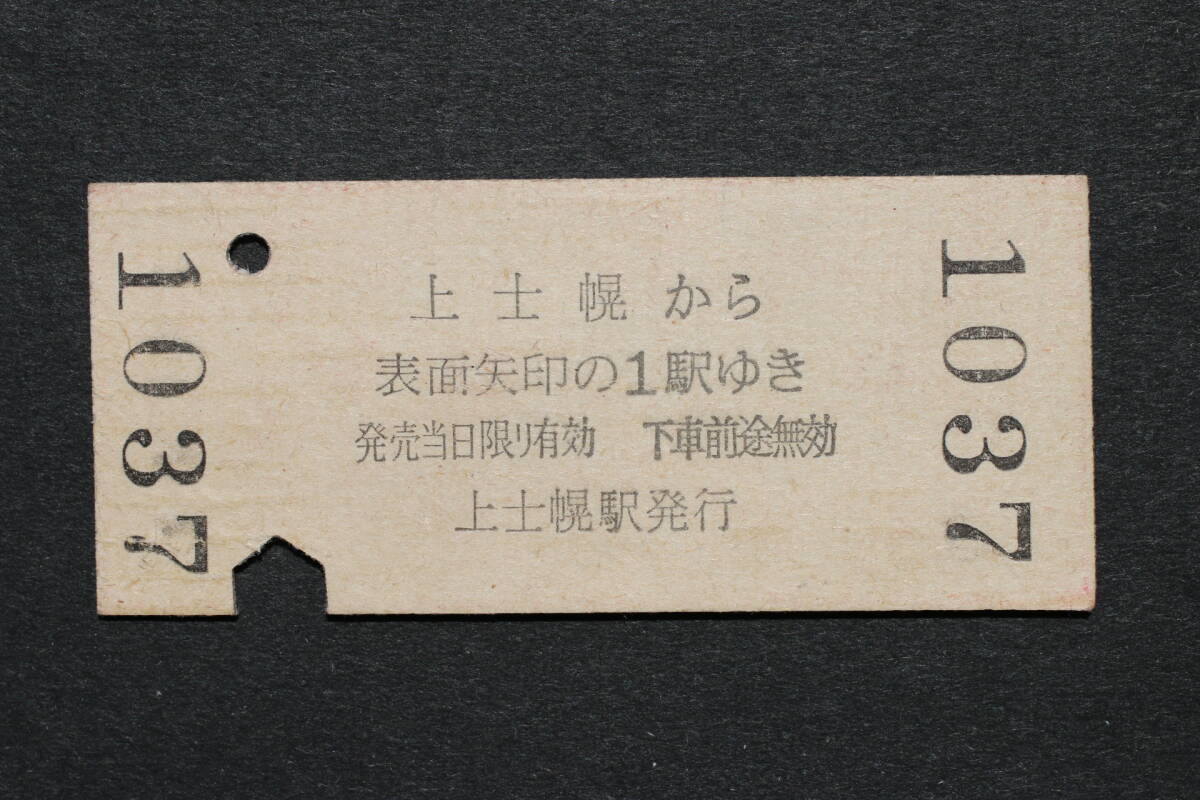 1037
上士幌から
表面矢印の1駅ゆき
発売当日限り有効 下車前途無効
上士幌駅発行
1037